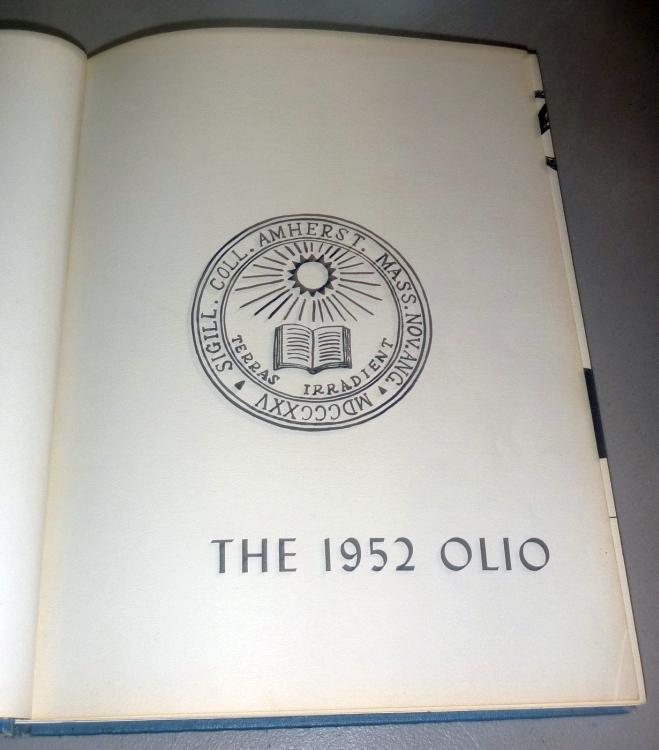 SIGILL. COLL. AMHERST. MASS. NOV. ANG. MDCCCXXV
TERRAS IRRADIENT
THE 1952 OLIO